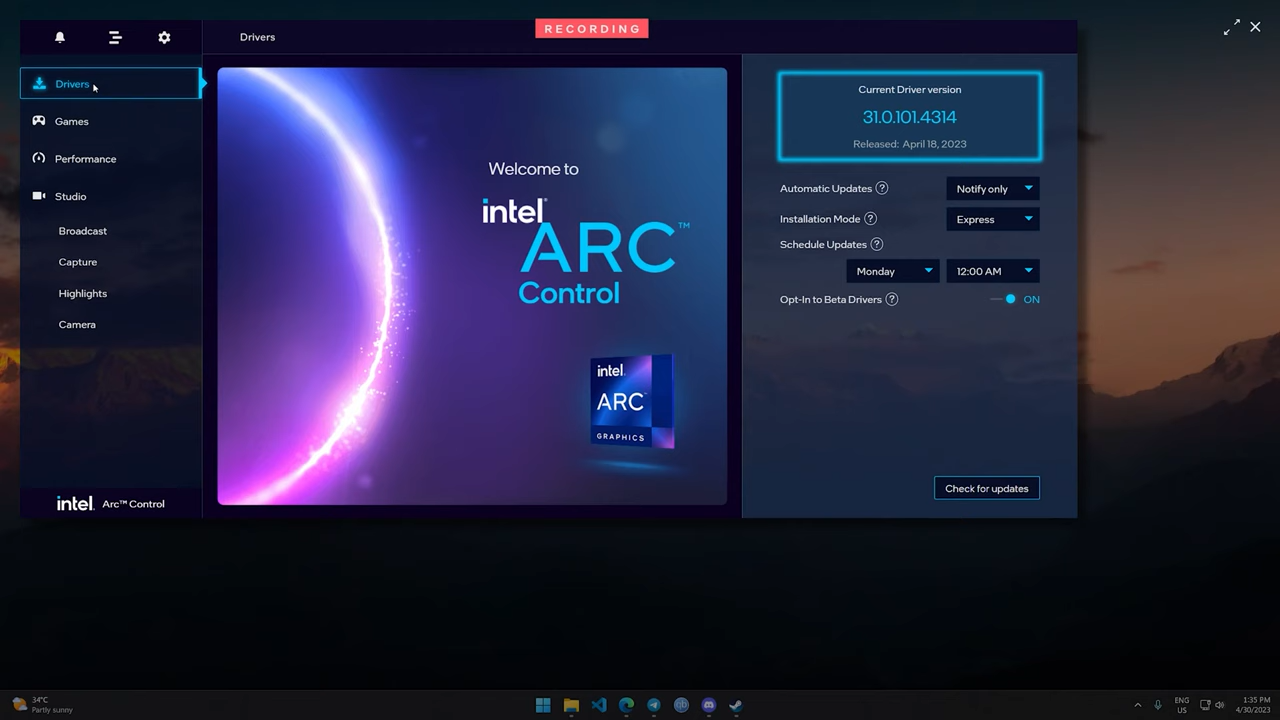 RECORDING
Drivers
Drivers
Games
Performance
Studio
Broadcast
Capture
Highlights
Camera
intel. Arc™ Control
Welcome to
intel®
ARC™
Control
intel.
ARC
GRAPHICS
Current Driver version
31.0.101.4314
Released: April 18, 2023
Automatic Updates ? Notify only
Installation Mode ? Express
Schedule Updates ?
Monday 12:00 AM
Opt-In to Beta Drivers ? ON
Check for updates
34°C
Partly sunny
qb
ENG
US
1:35 PM
4/30/2023